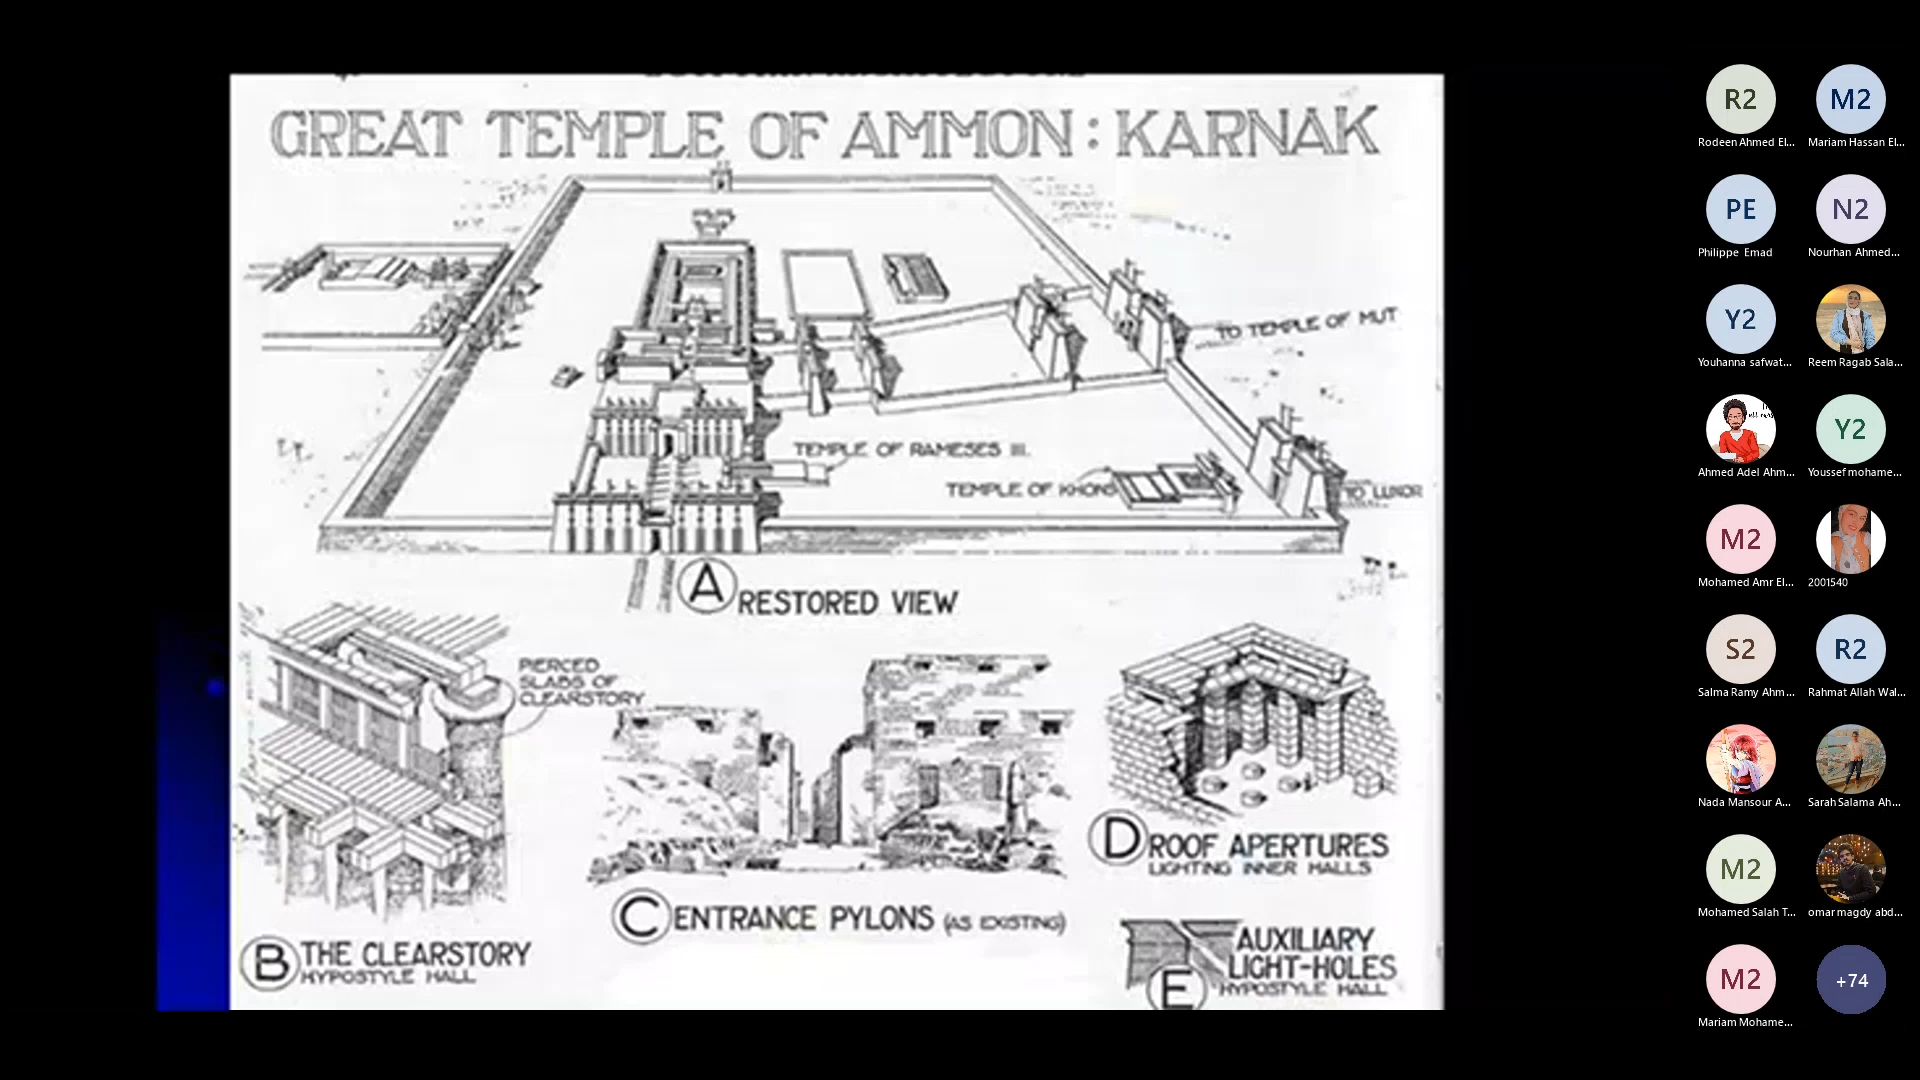 GREAT TEMPLE OF AMMON : KARNAK
TO TEMPLE OF MUT
TEMPLE OF RAMESES III.
TEMPLE OF KHONS
TO LUXOR
A RESTORED VIEW
PIERCED
SLABS OF
CLEARSTORY
B THE CLEARSTORY
HYPOSTYLE HALL
C ENTRANCE PYLONS (AS EXISTING)
D ROOF APERTURES
LIGHTING INNER HALLS
E AUXILIARY
LIGHT-HOLES
HYPOSTYLE HALL
R2
M2
Rodeen Ahmed El...
Mariam Hassan El...
PE
N2
Philippe Emad
Nourhan Ahmed...
Y2
Youhanna safwat...
Reem Ragab Sala...
Y2
Ahmed Adel Ahm...
Youssef mohame...
M2
Mohamed Amr El...
2001540
S2
R2
Salma Ramy Ahm...
Rahmat Allah Wal...
Nada Mansour A...
Sarah Salama Ah...
M2
Mohamed Salah T...
omar magdy abd...
M2
+74
Mariam Mohame...